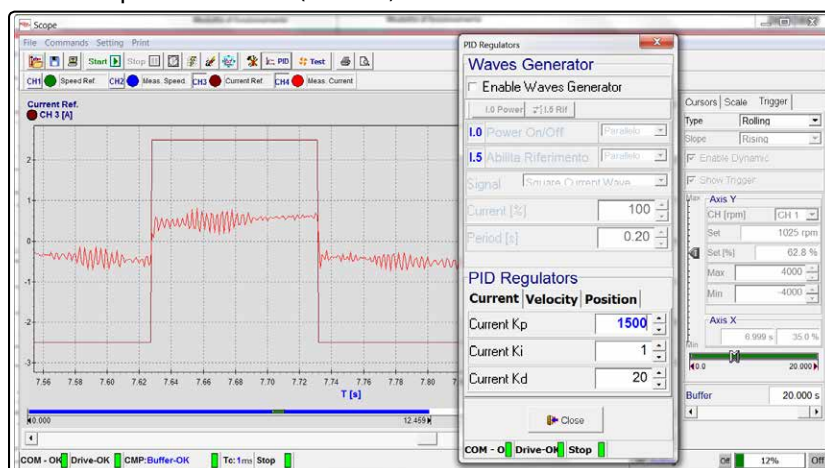 Scope
File Commands Setting Print
Start Stop PID Test
CH1 Speed Ref. CH2 Meas. Speed CH3 Current Ref. CH4 Meas. Current
Current Ref.
CH 3 [A]
2
1
0
-1
-2
-3
7.56 7.58 7.60 7.62 7.64 7.66 7.68 7.70 7.72 7.74 7.76 7.78 7.80
T [s]
0.000 12.459
COM - OK Drive-OK CMP:Buffer-OK Tc:1ms Stop
PID Regulators
Waves Generator
Enable Waves Generator
I.0 Power I.5 Rif
I.0 Power On/Off Parallelo
I.5 Abilita Riferimento Parallelo
Signal Square Current Wave
Current [%] 100
Period [s] 0.20
PID Regulators
Current Velocity Position
Current Kp 1500
Current Ki 1
Current Kd 20
Close
COM - O Drive-OK Stop
Cursors Scale Trigger
Type Rolling
Slope Rising
Enable Dynamic
Show Trigger
Max
Axis Y
CH [rpm] CH 1
Set 1025 rpm
Set [%] 62.8 %
Max 4000
Min -4000
Axis X
Min 6.999 s 35.0 %
0.0 20.000
Buffer 20.000 s
Off 12% Off